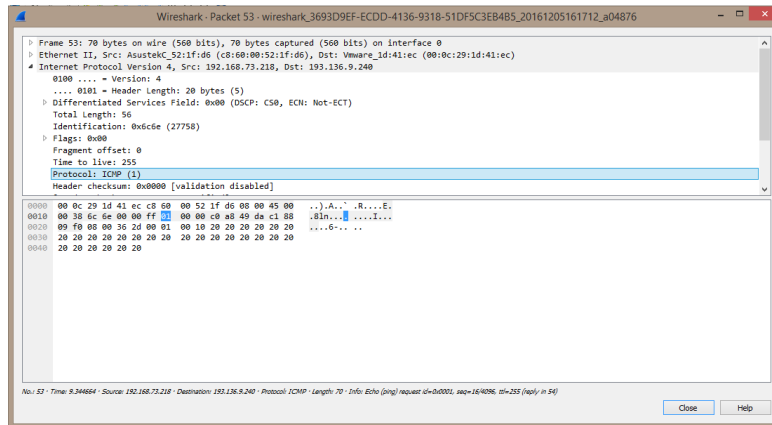 Wireshark · Packet 53 · wireshark_3693D9EF-ECDD-4136-9318-51DF5C3EB4B5_20161205161712_a04876
Frame 53: 70 bytes on wire (560 bits), 70 bytes captured (560 bits) on interface 0
Ethernet II, Src: AsustekC_52:1f:d6 (c8:60:00:52:1f:d6), Dst: Vmware_1d:41:ec (00:0c:29:1d:41:ec)
Internet Protocol Version 4, Src: 192.168.73.218, Dst: 193.136.9.240
0100 .... = Version: 4
.... 0101 = Header Length: 20 bytes (5)
Differentiated Services Field: 0x00 (DSCP: CS0, ECN: Not-ECT)
Total Length: 56
Identification: 0x6c6e (27758)
Flags: 0x00
Fragment offset: 0
Time to live: 255
Protocol: ICMP (1)
Header checksum: 0x0000 [validation disabled]
0000 00 0c 29 1d 41 ec c8 60 00 52 1f d6 08 00 45 00 ..).A..` .R....E.
0010 00 38 6c 6e 00 00 ff 01 00 00 c0 a8 49 da c1 88 .8ln.... ....I...
0020 09 f0 08 00 36 2d 00 01 00 10 20 20 20 20 20 20 ....6-.. ..
0030 20 20 20 20 20 20 20 20 20 20 20 20 20 20 20 20
0040 20 20 20 20 20 20
No.: 53 · Time: 9.344664 · Source: 192.168.73.218 · Destination: 193.136.9.240 · Protocol: ICMP · Length: 70 · Info: Echo (ping) request id=0x0001, seq=16/4096, ttl=255 (reply in 54)
Close Help